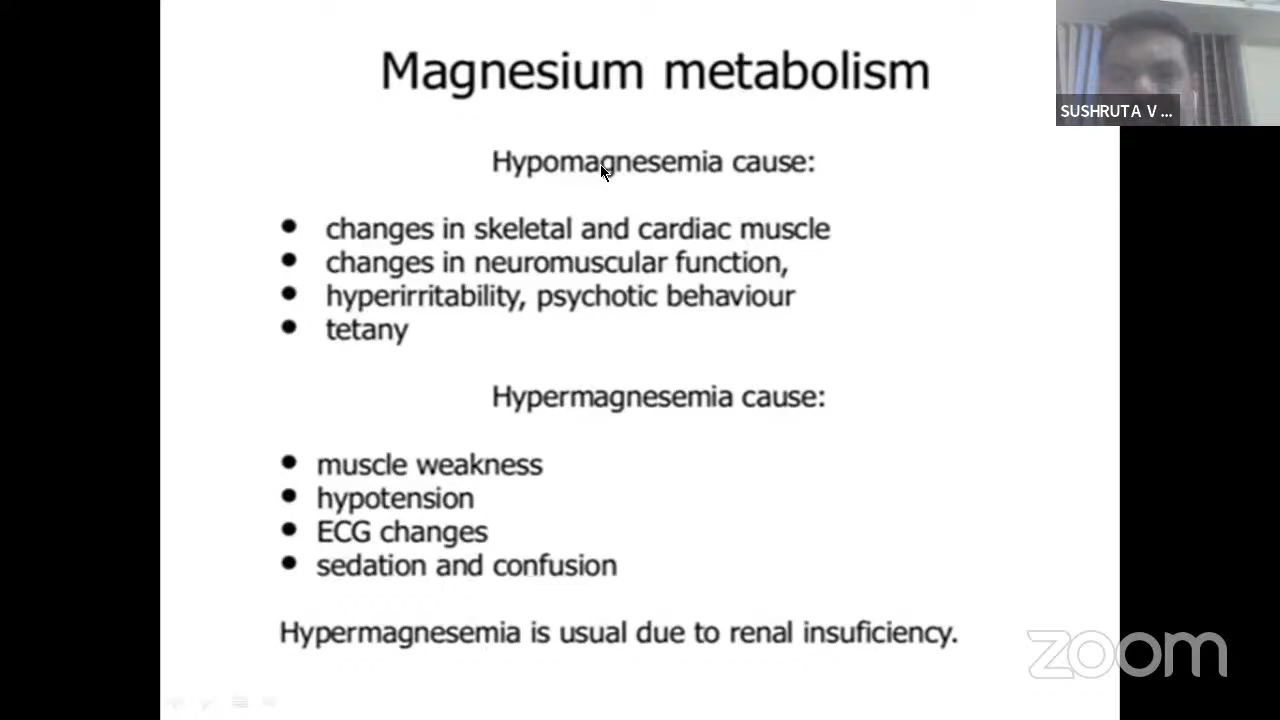 Magnesium metabolism
SUSHRUTA V ...
Hypomagnesemia cause:
• changes in skeletal and cardiac muscle
• changes in neuromuscular function,
• hyperirritability, psychotic behaviour
• tetany
Hypermagnesemia cause:
• muscle weakness
• hypotension
• ECG changes
• sedation and confusion
Hypermagnesemia is usual due to renal insuficiency.
zoom